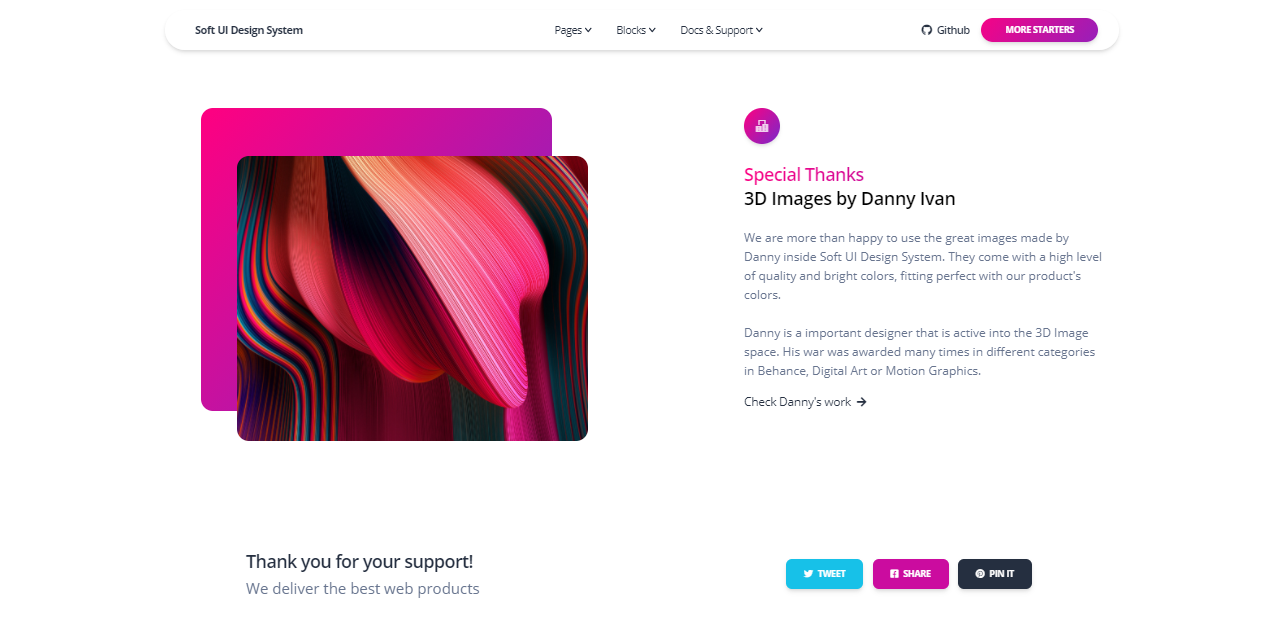 Soft UI Design System
Pages
Blocks
Docs & Support
Github
MORE STARTERS
Special Thanks
3D Images by Danny Ivan
We are more than happy to use the great images made by
Danny inside Soft UI Design System. They come with a high level
of quality and bright colors, fitting perfect with our product's
colors.
Danny is a important designer that is active into the 3D Image
space. His war was awarded many times in different categories
in Behance, Digital Art or Motion Graphics.
Check Danny's work
Thank you for your support!
We deliver the best web products
TWEET
SHARE
PIN IT